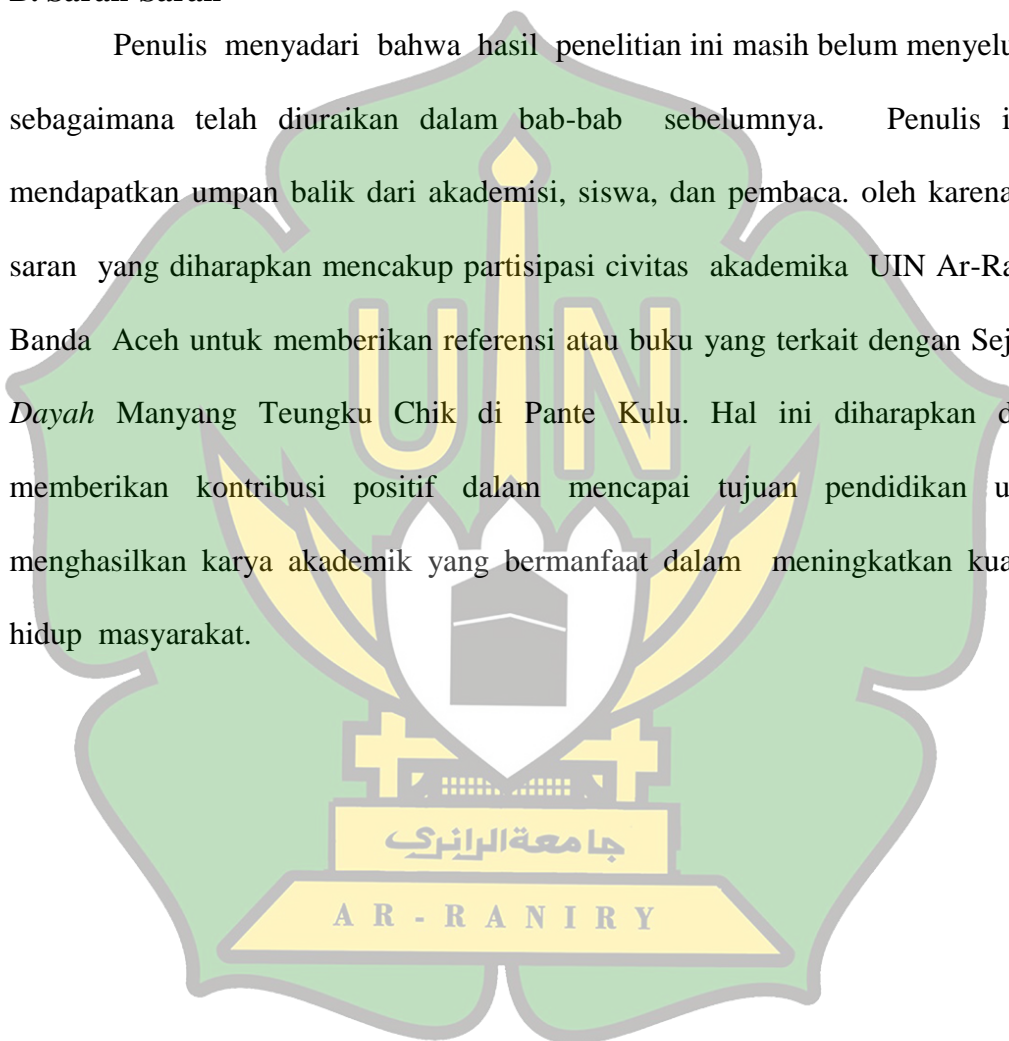 Penulis menyadari bahwa hasil penelitian ini masih belum menyelu
sebagaimana telah diuraikan dalam bab-bab sebelumnya. Penulis i
mendapatkan umpan balik dari akademisi, siswa, dan pembaca. oleh karena
saran yang diharapkan mencakup partisipasi civitas akademika UIN Ar-Ra
Banda Aceh untuk memberikan referensi atau buku yang terkait dengan Sej
Dayah Manyang Teungku Chik di Pante Kulu. Hal ini diharapkan d
memberikan kontribusi positif dalam mencapai tujuan pendidikan u
menghasilkan karya akademik yang bermanfaat dalam meningkatkan kua
hidup masyarakat.
UIN
جامعة الرانري
AR-RANIRY